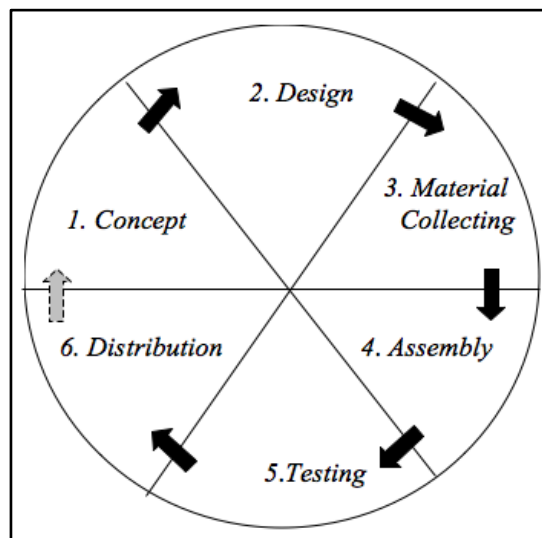 2. Design
3. Material
Collecting
1. Concept
6. Distribution
4. Assembly
5.Testing